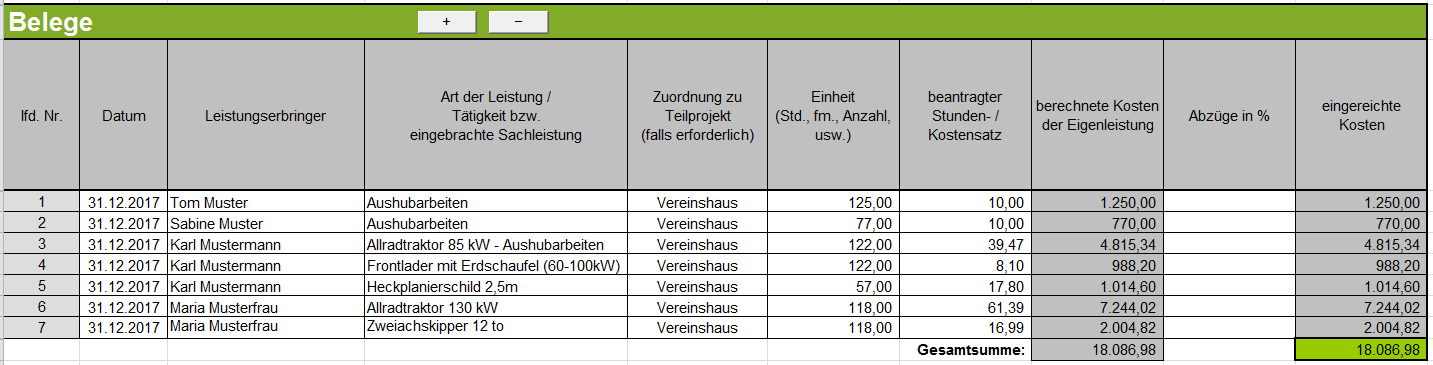 Belege + −
lfd. Nr. Datum Leistungserbringer Art der Leistung / Tätigkeit bzw. eingebrachte Sachleistung Zuordnung zu Teilprojekt (falls erforderlich) Einheit (Std., fm., Anzahl, usw.) beantragter Stunden- / Kostensatz berechnete Kosten der Eigenleistung Abzüge in % eingereichte Kosten
1 31.12.2017 Tom Muster Aushubarbeiten Vereinshaus 125,00 10,00 1.250,00 1.250,00
2 31.12.2017 Sabine Muster Aushubarbeiten Vereinshaus 77,00 10,00 770,00 770,00
3 31.12.2017 Karl Mustermann Allradtraktor 85 kW - Aushubarbeiten Vereinshaus 122,00 39,47 4.815,34 4.815,34
4 31.12.2017 Karl Mustermann Frontlader mit Erdschaufel (60-100kW) Vereinshaus 122,00 8,10 988,20 988,20
5 31.12.2017 Karl Mustermann Heckplanierschild 2,5m Vereinshaus 57,00 17,80 1.014,60 1.014,60
6 31.12.2017 Maria Musterfrau Allradtraktor 130 kW Vereinshaus 118,00 61,39 7.244,02 7.244,02
7 31.12.2017 Maria Musterfrau Zweiachskipper 12 to Vereinshaus 118,00 16,99 2.004,82 2.004,82
Gesamtsumme: 18.086,98 18.086,98